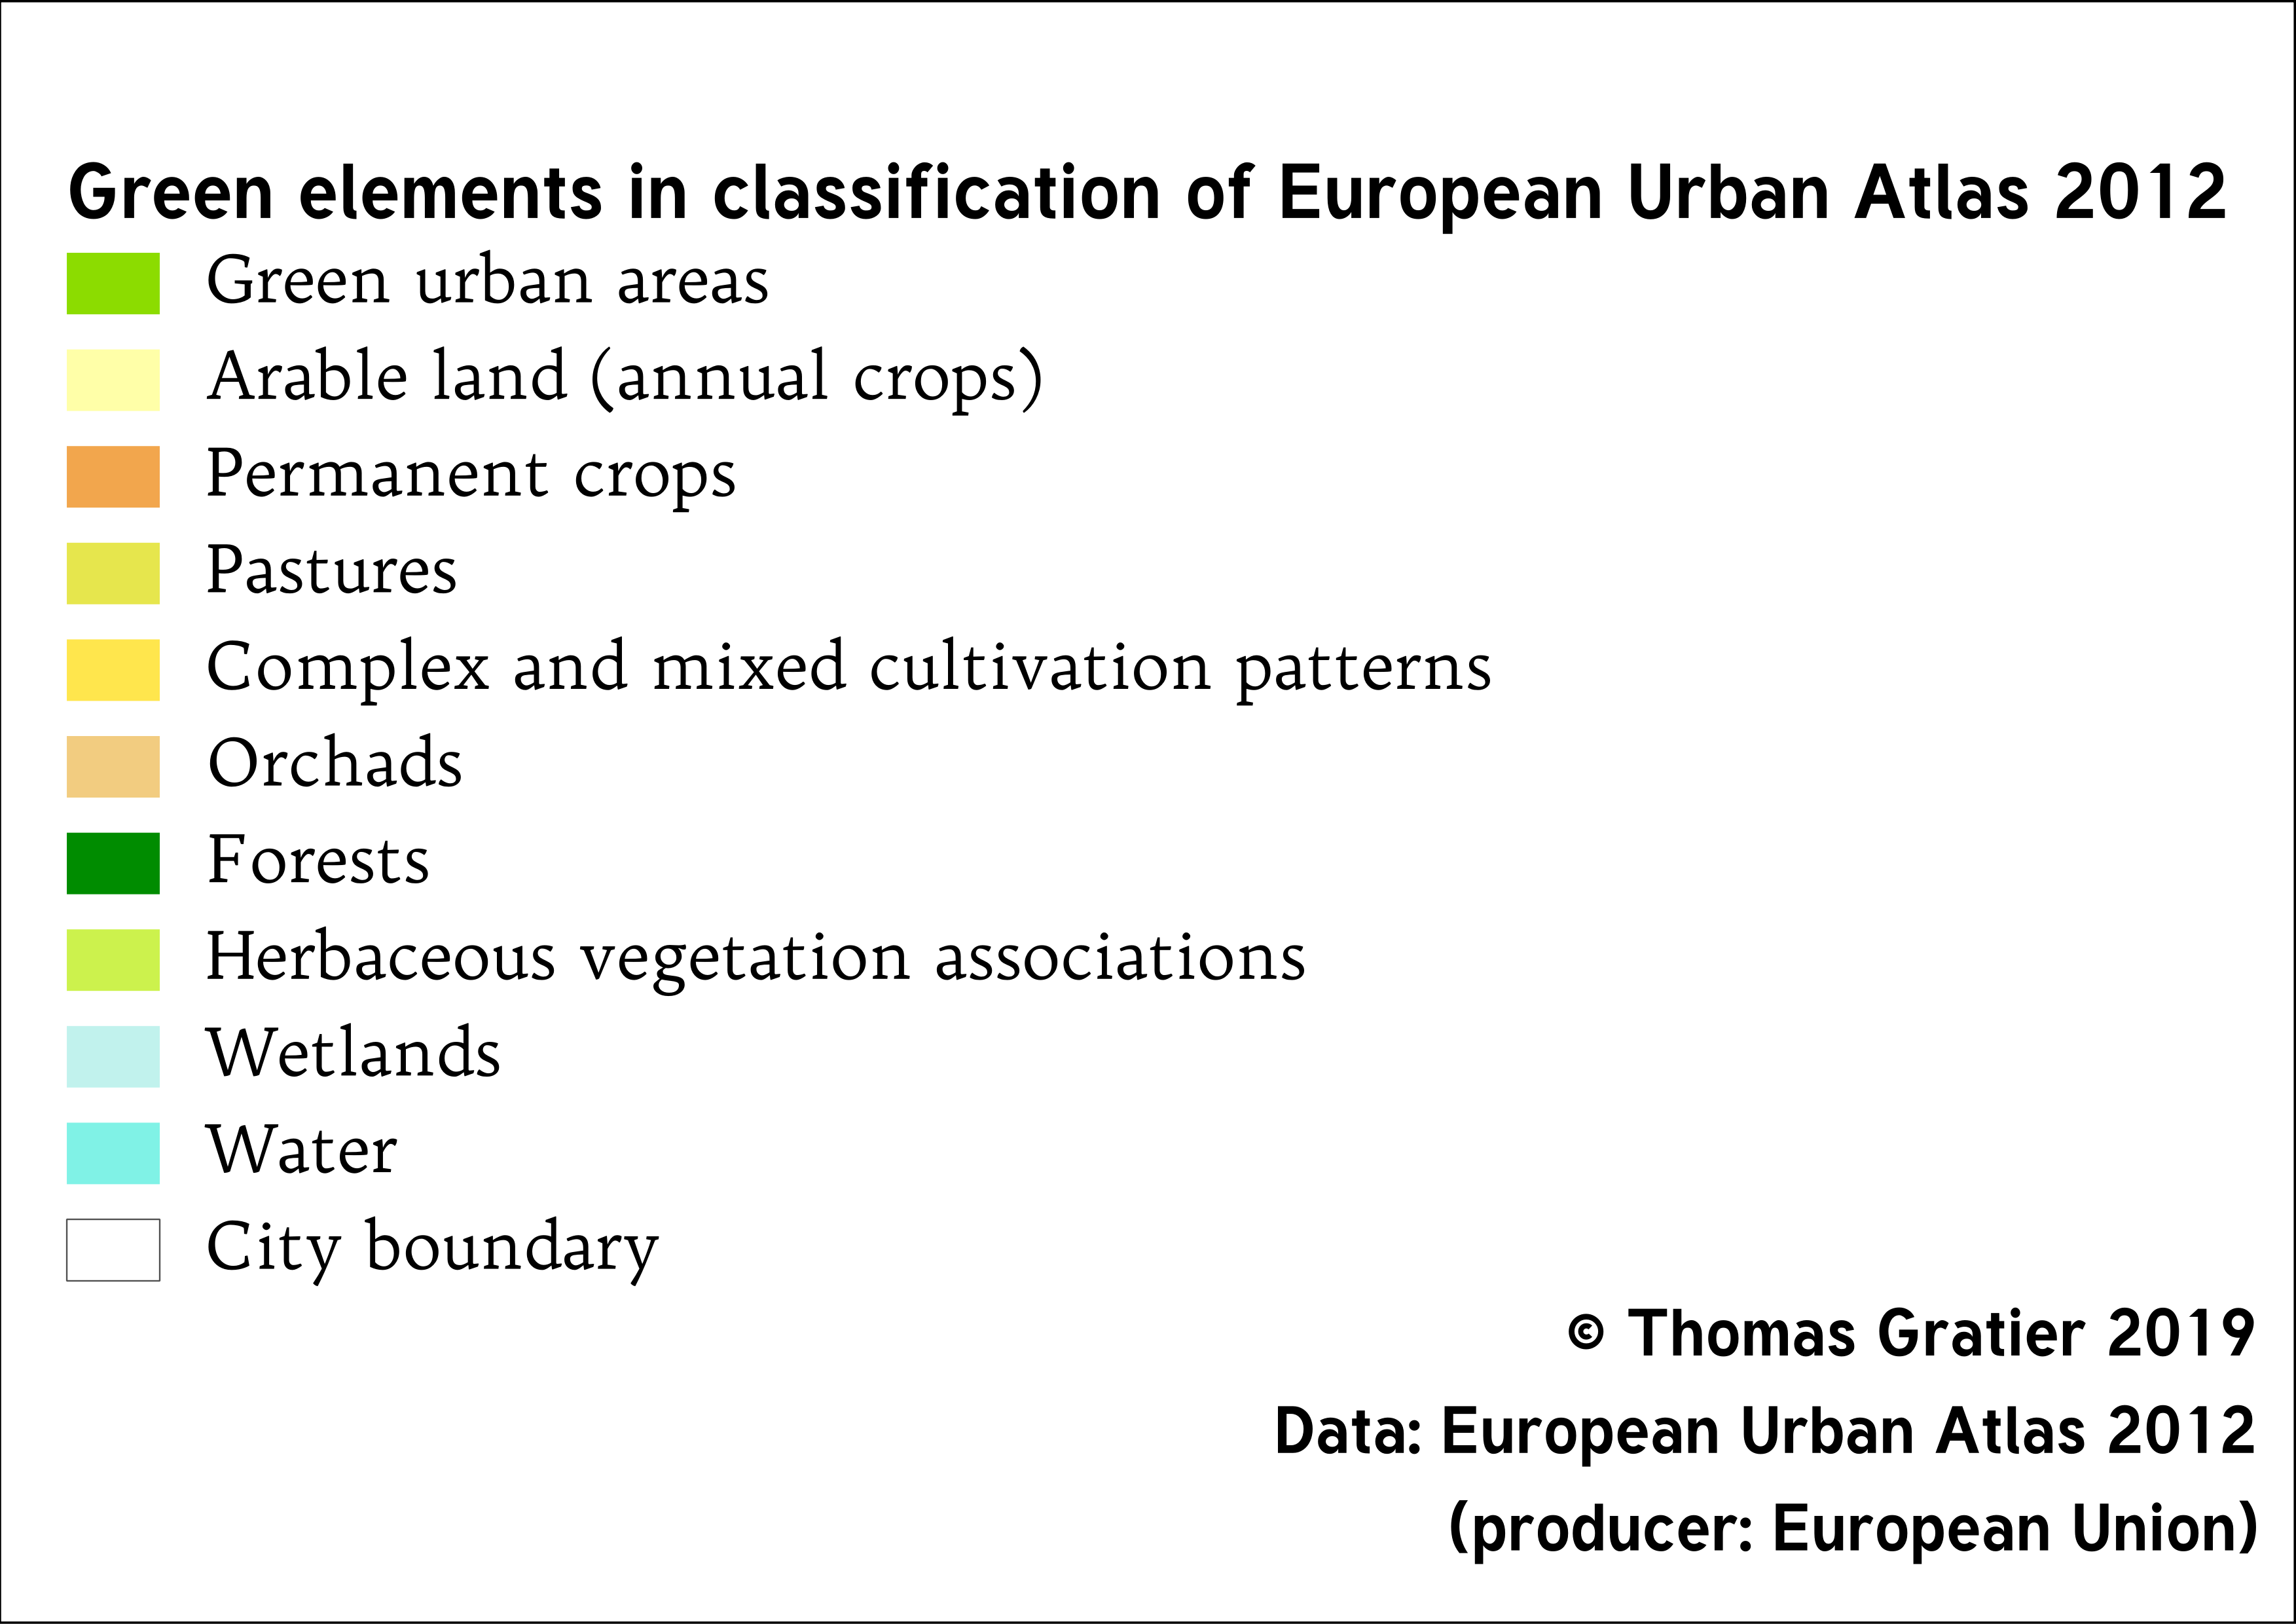 Green elements in classification of European Urban Atlas 2012
Green urban areas
Arable land (annual crops)
Permanent crops
Pastures
Complex and mixed cultivation patterns
Orchads
Forests
Herbaceous vegetation associations
Wetlands
Water
City boundary
© Thomas Gratier 2019
Data: European Urban Atlas 2012
(producer: European Union)